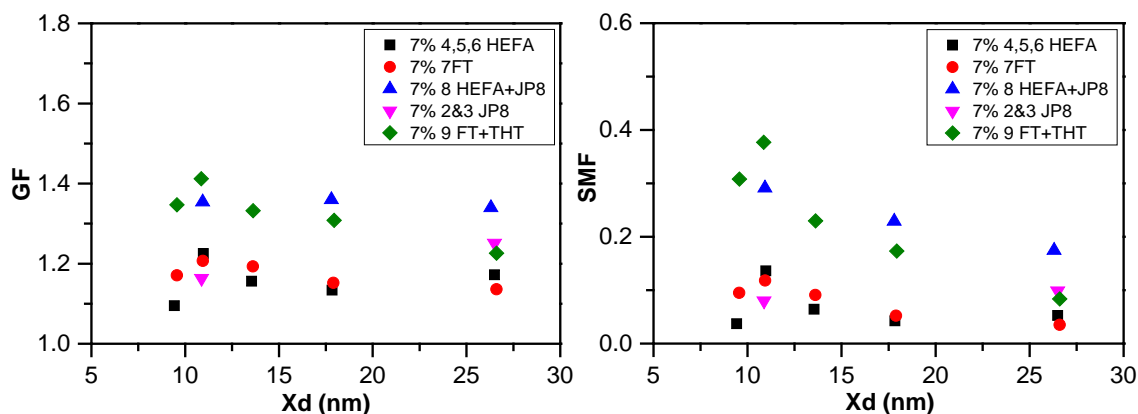 1.8
1.6
1.4
1.2
1.0
GF
5
10
15
20
25
30
Xd (nm)
7% 4,5,6 HEFA
7% 7FT
7% 8 HEFA+JP8
7% 2&3 JP8
7% 9 FT+THT
0.6
0.4
0.2
0.0
SMF
5
10
15
20
25
30
Xd (nm)
7% 4,5,6 HEFA
7% 7FT
7% 8 HEFA+JP8
7% 2&3 JP8
7% 9 FT+THT